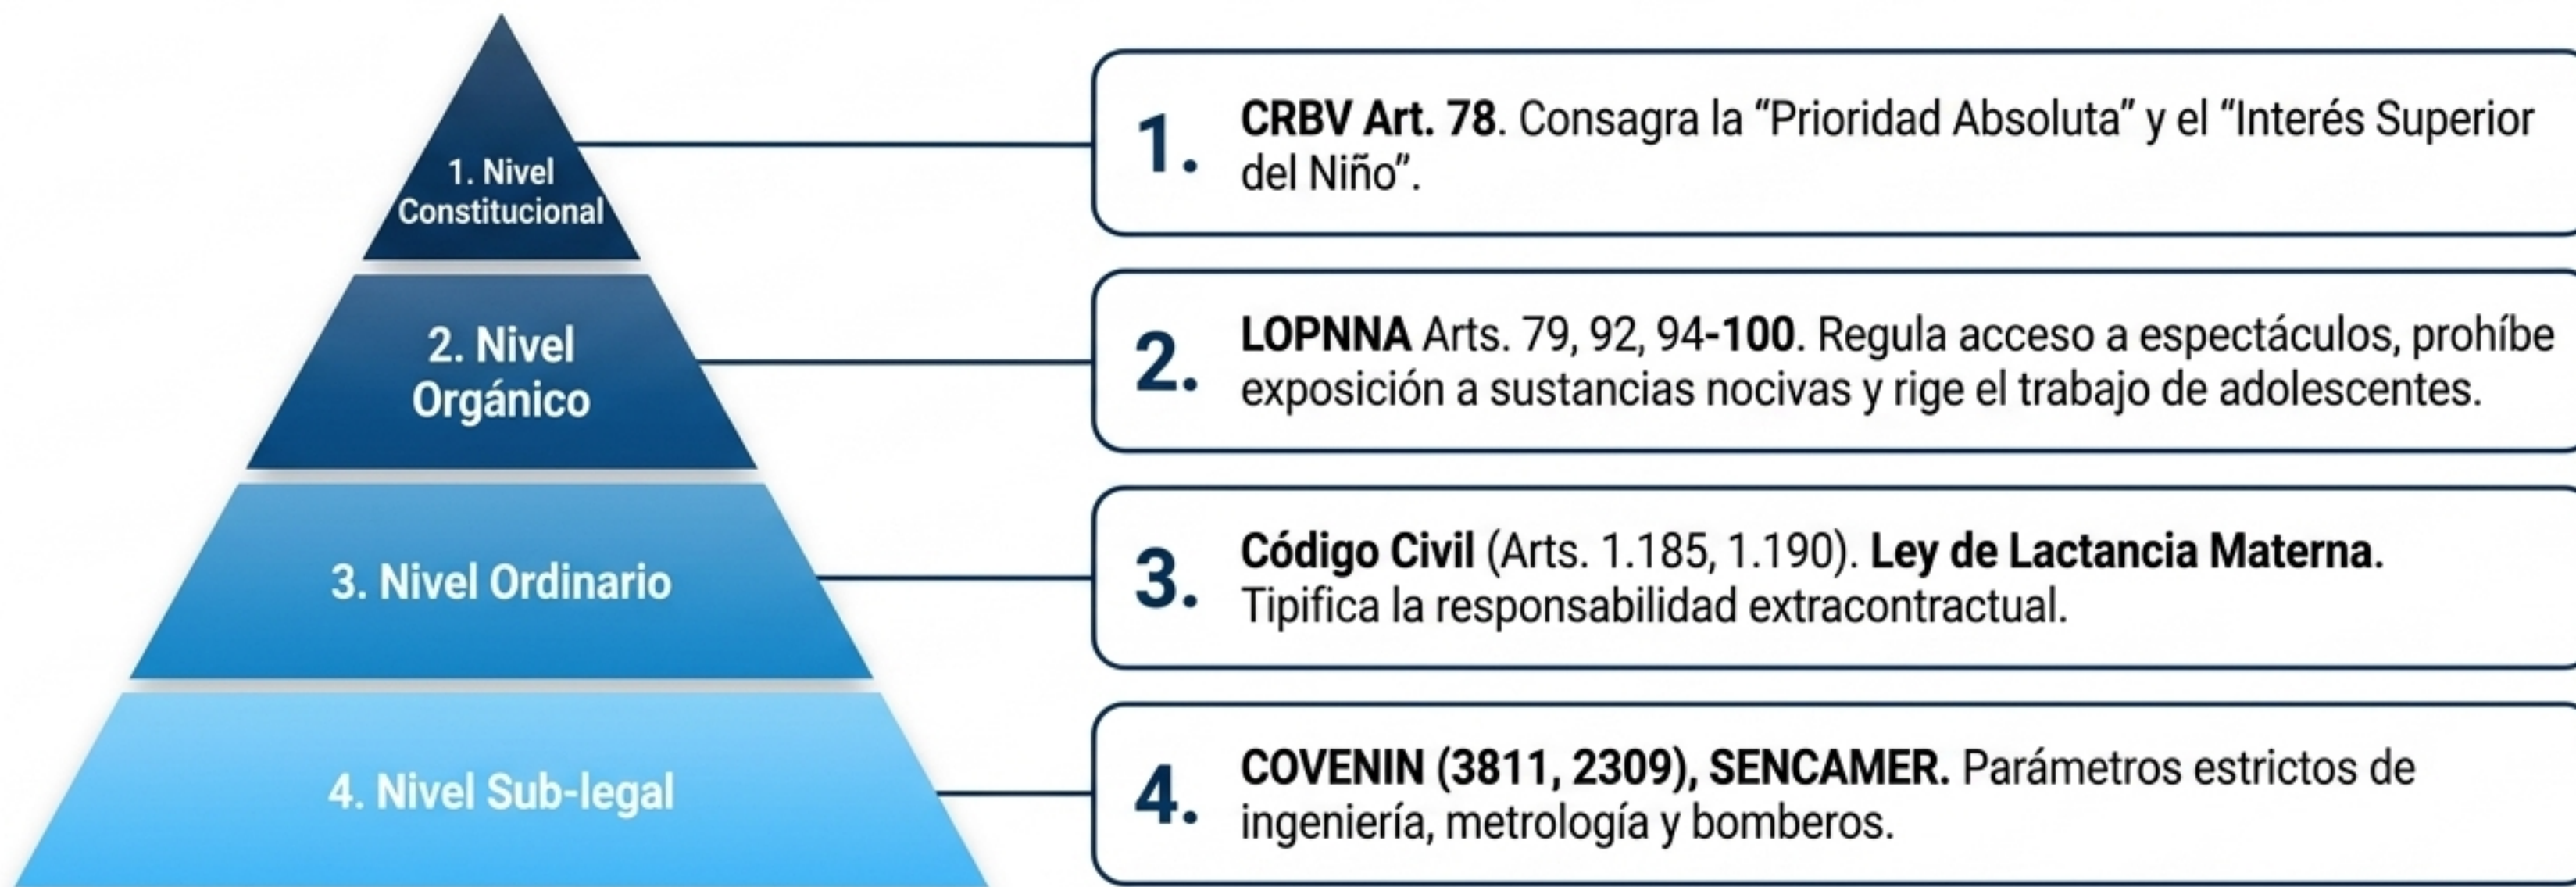 1. Nivel
Constitucional
1.
CRBV Art. 78. Consagra la “Prioridad Absoluta” y el “Interés Superior
del Niño”.
2. Nivel
Orgánico
2.
LOPNNA Arts. 79, 92, 94-100. Regula acceso a espectáculos, prohíbe
exposición a sustancias nocivas y rige el trabajo de adolescentes.
3. Nivel Ordinario
3.
Código Civil (Arts. 1.185, 1.190). Ley de Lactancia Materna.
Tipifica la responsabilidad extracontractual.
4. Nivel Sub-legal
4.
COVENIN (3811, 2309), SENCAMER. Parámetros estrictos de
ingeniería, metrología y bomberos.